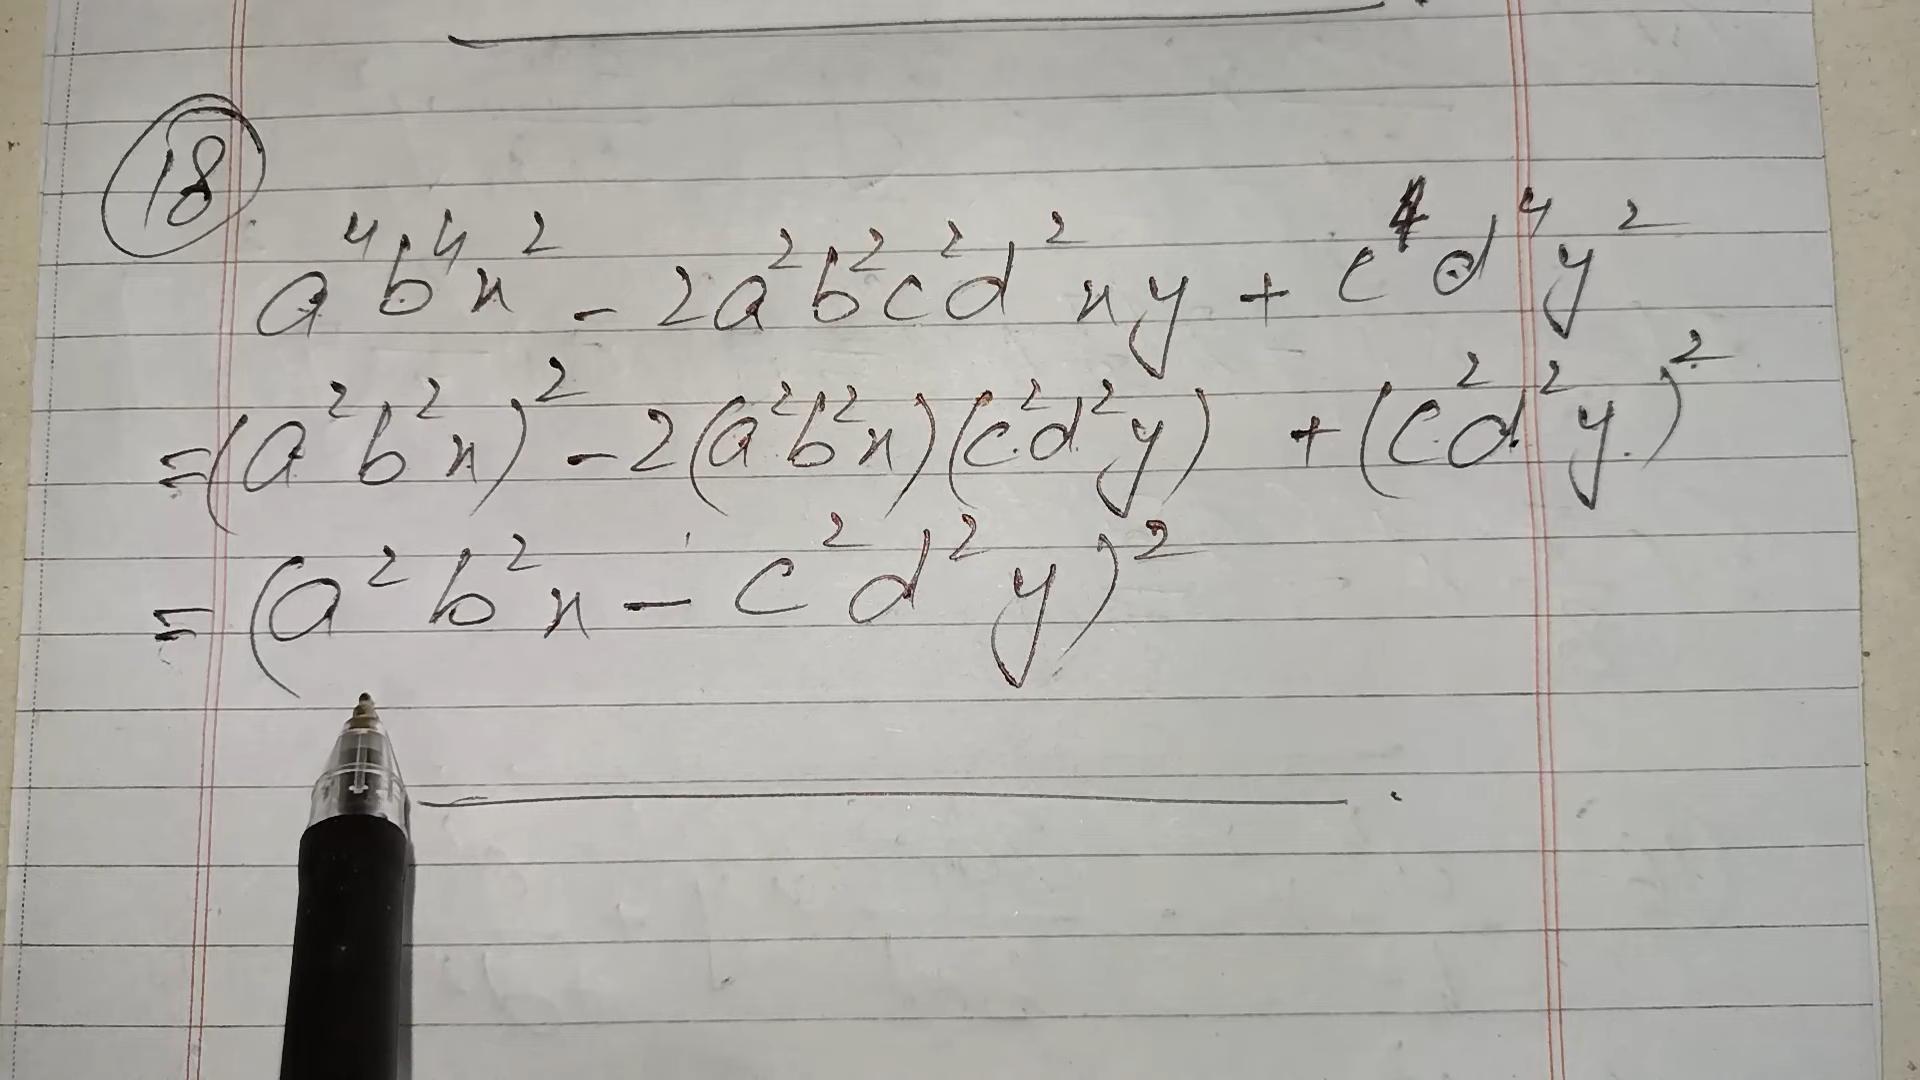 18.
a⁴b⁴x² - 2a²b²c²d²xy + c⁴d⁴y²
=(a²b²x)² - 2(a²b²x)(c²d²y) + (c²d²y)²
=(a²b²x - c²d²y)²